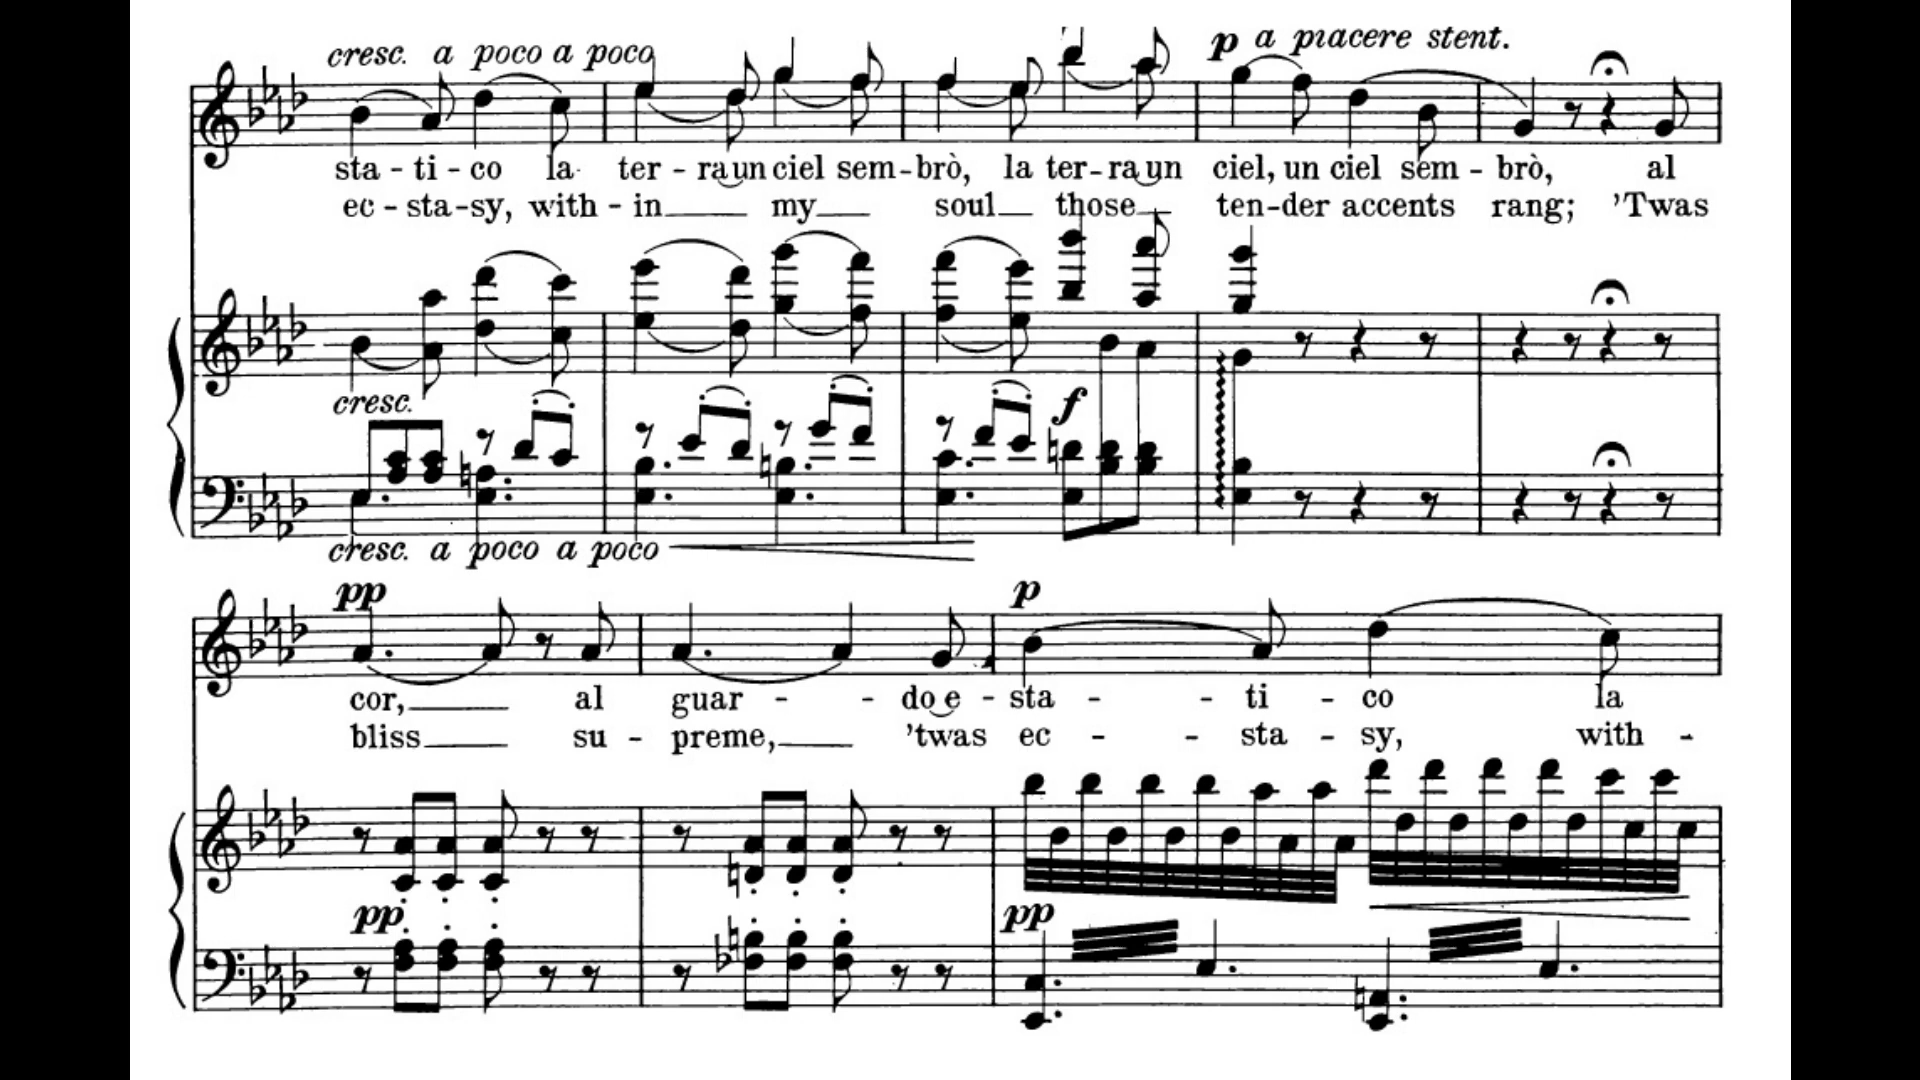 cresc. a poco a poco
p a piacere stent.
sta - ti - co la ter - ra un ciel sem - brò, la ter - ra un ciel, un ciel sem - brò, al
ec - sta - sy, with - in my soul those ten - der accents rang; 'Twas
cresc.
f
cresc. a poco a poco
pp
p
cor, al guar - - do e - sta - - ti - co la
bliss su - preme, 'twas ec - - sta - sy, with -
pp
pp